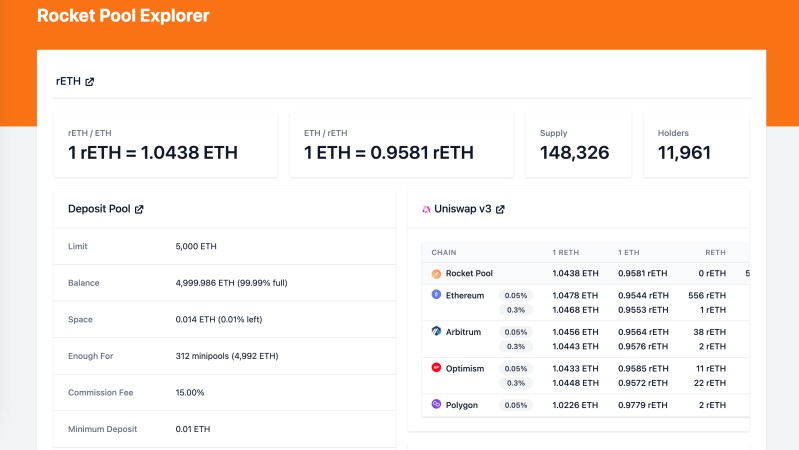 Rocket Pool Explorer
rETH
rETH / ETH
1 rETH = 1.0438 ETH
ETH / rETH
1 ETH = 0.9581 rETH
Supply
148,326
Holders
11,961
Deposit Pool
Limit 5,000 ETH
Balance 4,999.986 ETH (99.99% full)
Space 0.014 ETH (0.01% left)
Enough For 312 minipools (4,992 ETH)
Commission Fee 15.00%
Minimum Deposit 0.01 ETH
Uniswap v3
CHAIN 1 RETH 1 ETH RETH
Rocket Pool 1.0438 ETH 0.9581 rETH 0 rETH 5
Ethereum 0.05% 1.0478 ETH 0.9544 rETH 556 rETH
0.3% 1.0468 ETH 0.9553 rETH 1 rETH
Arbitrum 0.05% 1.0456 ETH 0.9564 rETH 38 rETH
0.3% 1.0443 ETH 0.9576 rETH 2 rETH
Optimism 0.05% 1.0433 ETH 0.9585 rETH 11 rETH
0.3% 1.0448 ETH 0.9572 rETH 22 rETH
Polygon 0.05% 1.0226 ETH 0.9779 rETH 2 rETH